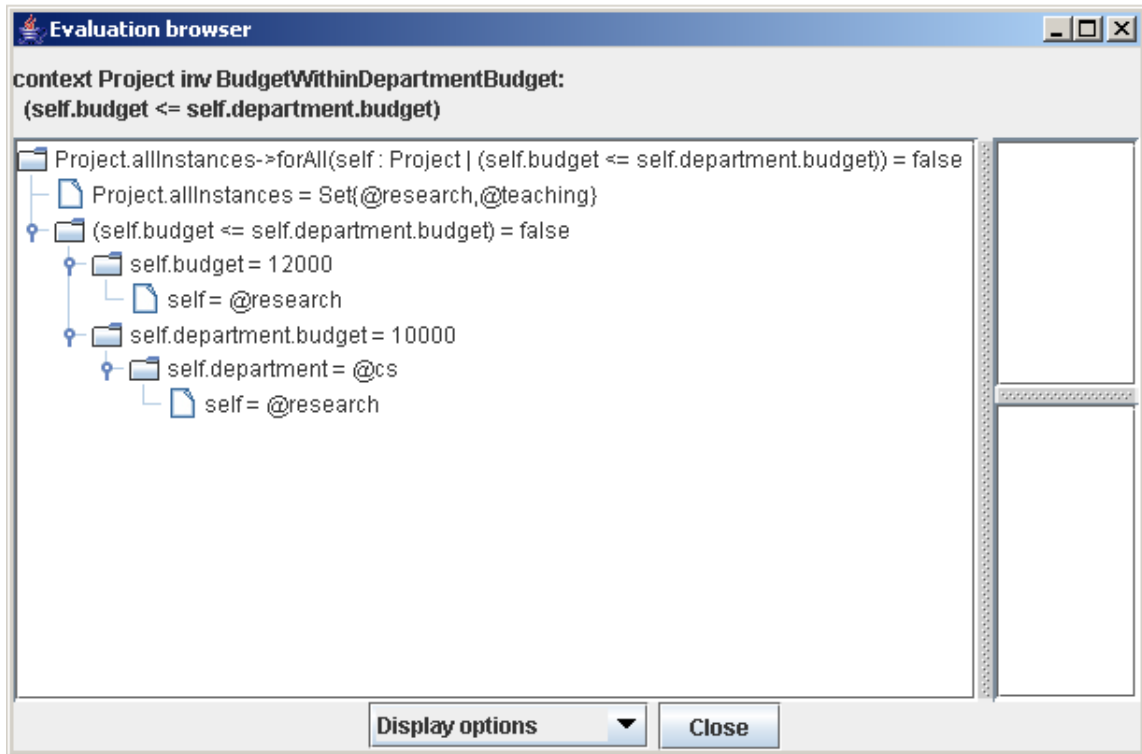 Evaluation browser
context Project inv BudgetWithinDepartmentBudget:
(self.budget <= self.department.budget)
Project.allInstances->forAll(self : Project | (self.budget <= self.department.budget)) = false
Project.allInstances = Set{@research,@teaching}
(self.budget <= self.department.budget) = false
self.budget = 12000
self = @research
self.department.budget = 10000
self.department = @cs
self = @research
Display options
Close